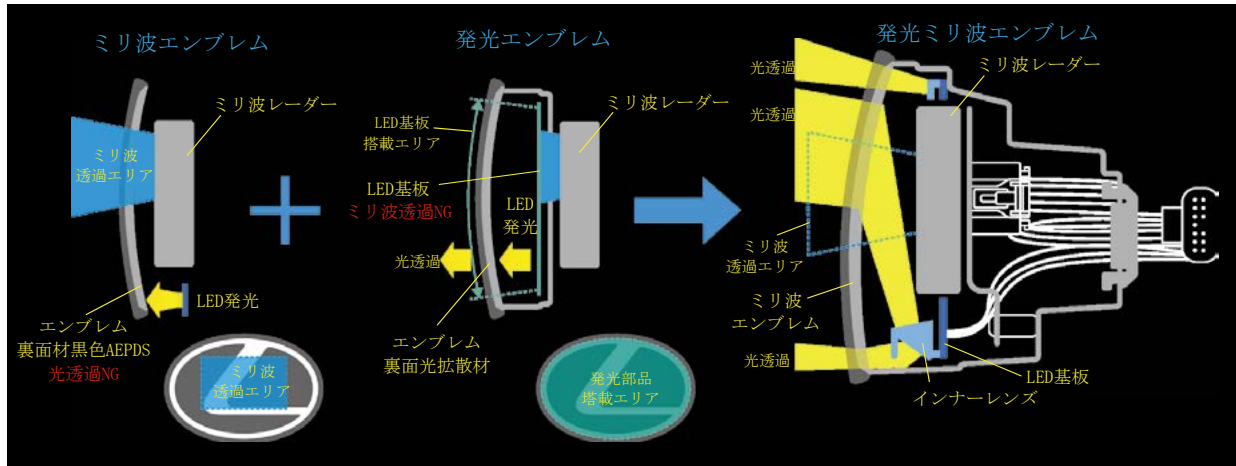 ミリ波エンブレム
ミリ波レーダー
ミリ波
透過エリア
LED発光
エンブレム
裏面材黒色AEPDS
光透過NG
ミリ波
透過エリア
発光エンブレム
ミリ波レーダー
LED基板
搭載エリア
LED基板
ミリ波透過NG
LED
発光
光透過
エンブレム
裏面光拡散材
発光部品
塔載エリア
発光ミリ波エンブレム
光透過
ミリ波レーダー
光透過
ミリ波
透過エリア
ミリ波
エンブレム
光透過
LED基板
インナーレンズ